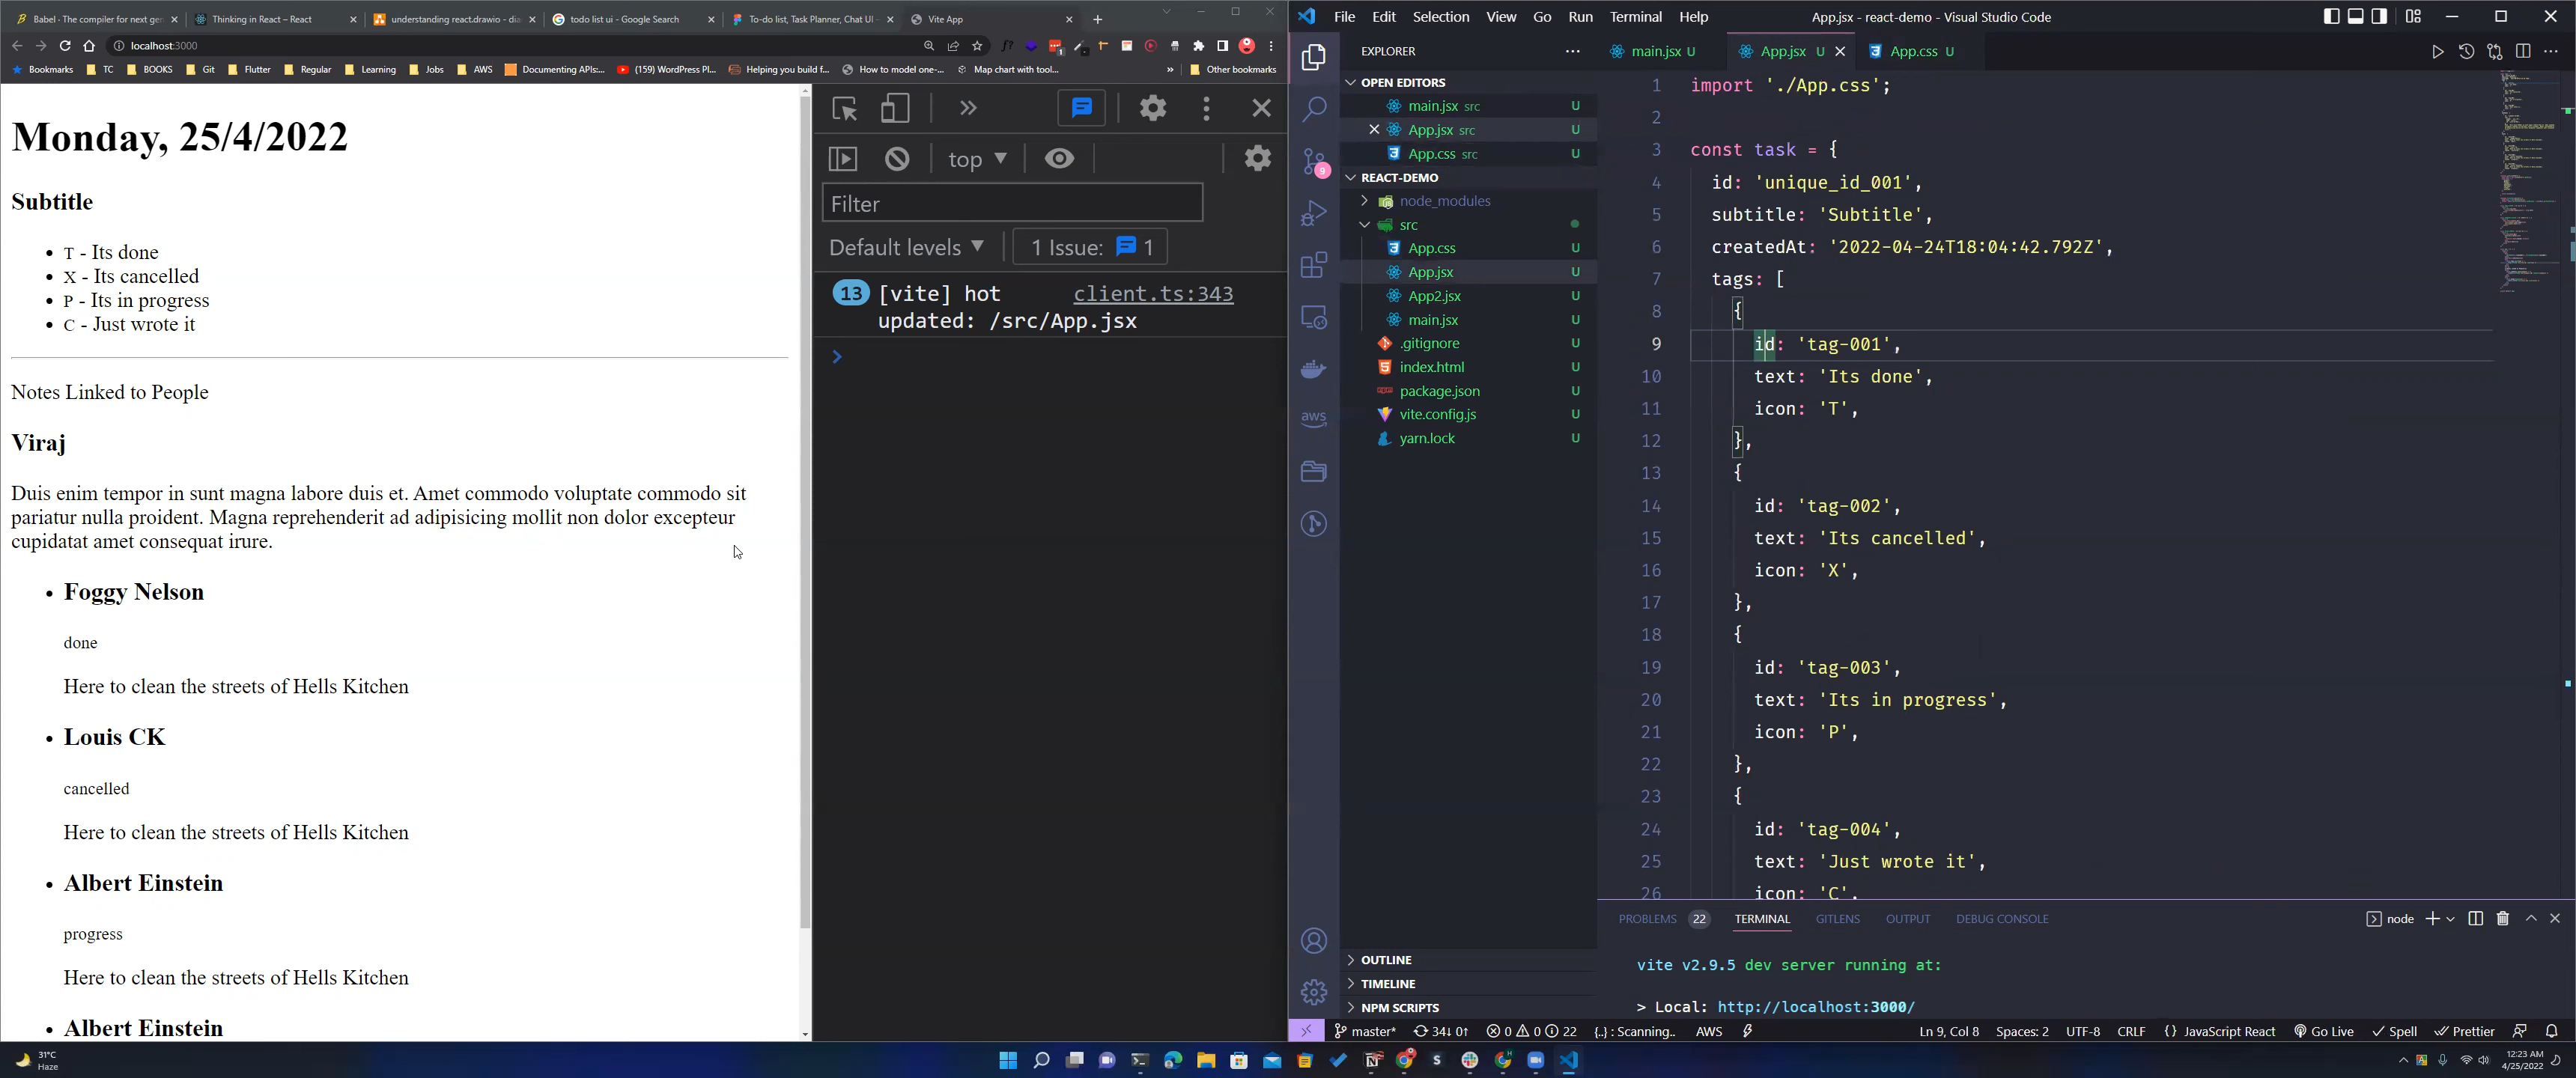 Babel · The compiler for next gen
Thinking in React – React
understanding react.drawio - dia
todo list ui - Google Search
To-do list, Task Planner, Chat UI –
Vite App
localhost:3000
Bookmarks TC BOOKS Git Flutter Regular Learning Jobs AWS Documenting APIs:... (159) WordPress Pl... Helping you build f... How to model one-... Map chart with tool... » Other bookmarks
Monday, 25/4/2022
Subtitle
T - Its done
X - Its cancelled
P - Its in progress
C - Just wrote it
Notes Linked to People
Viraj
Duis enim tempor in sunt magna labore duis et. Amet commodo voluptate commodo sit
pariatur nulla proident. Magna reprehenderit ad adipisicing mollit non dolor excepteur
cupidatat amet consequat irure.
Foggy Nelson
done
Here to clean the streets of Hells Kitchen
Louis CK
cancelled
Here to clean the streets of Hells Kitchen
Albert Einstein
progress
Here to clean the streets of Hells Kitchen
Albert Einstein
top
Filter
Default levels
1 Issue: 1
13 [vite] hot client.ts:343
updated: /src/App.jsx
File Edit Selection View Go Run Terminal Help
App.jsx - react-demo - Visual Studio Code
EXPLORER
OPEN EDITORS
main.jsx src U
App.jsx src U
App.css src U
REACT-DEMO
node_modules
src
App.css U
App.jsx U
App2.jsx U
main.jsx U
.gitignore U
index.html U
package.json U
vite.config.js U
yarn.lock U
OUTLINE
TIMELINE
NPM SCRIPTS
9
aws
main.jsx U App.jsx U App.css U
1 import './App.css';
2
3 const task = {
4 id: 'unique_id_001',
5 subtitle: 'Subtitle',
6 createdAt: '2022-04-24T18:04:42.792Z',
7 tags: [
8 {
9 id: 'tag-001',
10 text: 'Its done',
11 icon: 'T',
12 },
13 {
14 id: 'tag-002',
15 text: 'Its cancelled',
16 icon: 'X',
17 },
18 {
19 id: 'tag-003',
20 text: 'Its in progress',
21 icon: 'P',
22 },
23 {
24 id: 'tag-004',
25 text: 'Just wrote it',
26 icon: 'C',
PROBLEMS 22 TERMINAL GITLENS OUTPUT DEBUG CONSOLE
node
vite v2.9.5 dev server running at:
> Local: http://localhost:3000/
master* 34↓ 0↑ 0 0 22 {..} : Scanning.. AWS
Ln 9, Col 8 Spaces: 2 UTF-8 CRLF {} JavaScript React Go Live Spell Prettier
31°C
Haze
12:23 AM
4/25/2022